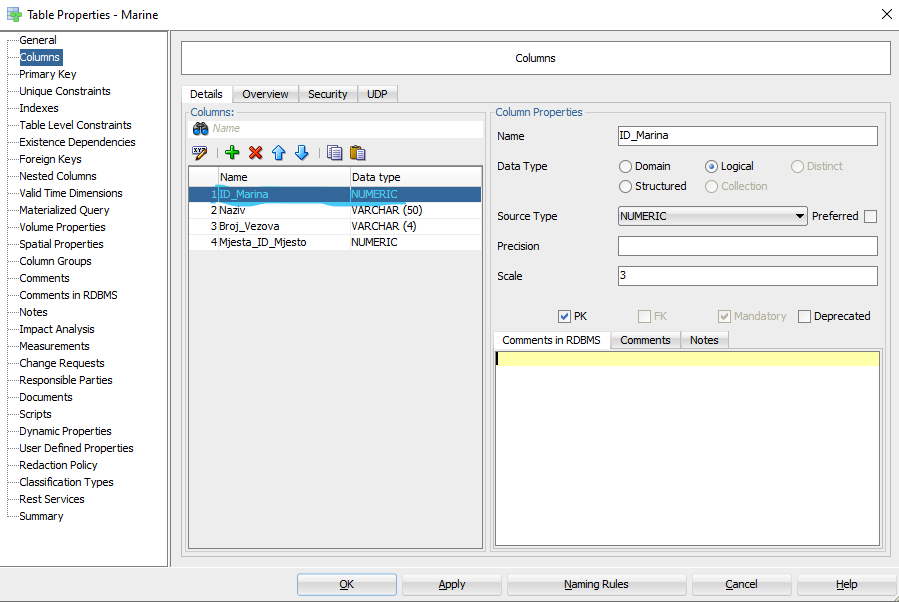 Table Properties - Marine
General
Columns
Primary Key
Unique Constraints
Indexes
Table Level Constraints
Existence Dependencies
Foreign Keys
Nested Columns
Valid Time Dimensions
Materialized Query
Volume Properties
Spatial Properties
Column Groups
Comments
Comments in RDBMS
Notes
Impact Analysis
Measurements
Change Requests
Responsible Parties
Documents
Scripts
Dynamic Properties
User Defined Properties
Redaction Policy
Classification Types
Rest Services
Summary
Columns
Details Overview Security UDP
Columns:
Name
Name Data type
1 ID_Marina NUMERIC
2 Naziv VARCHAR (50)
3 Broj_Vezova VARCHAR (4)
4 Mjesta_ID_Mjesto NUMERIC
Column Properties
Name ID_Marina
Data Type Domain Logical Distinct
Structured Collection
Source Type NUMERIC Preferred
Precision
Scale 3
PK FK Mandatory Deprecated
Comments in RDBMS Comments Notes
OK Apply Naming Rules Cancel Help